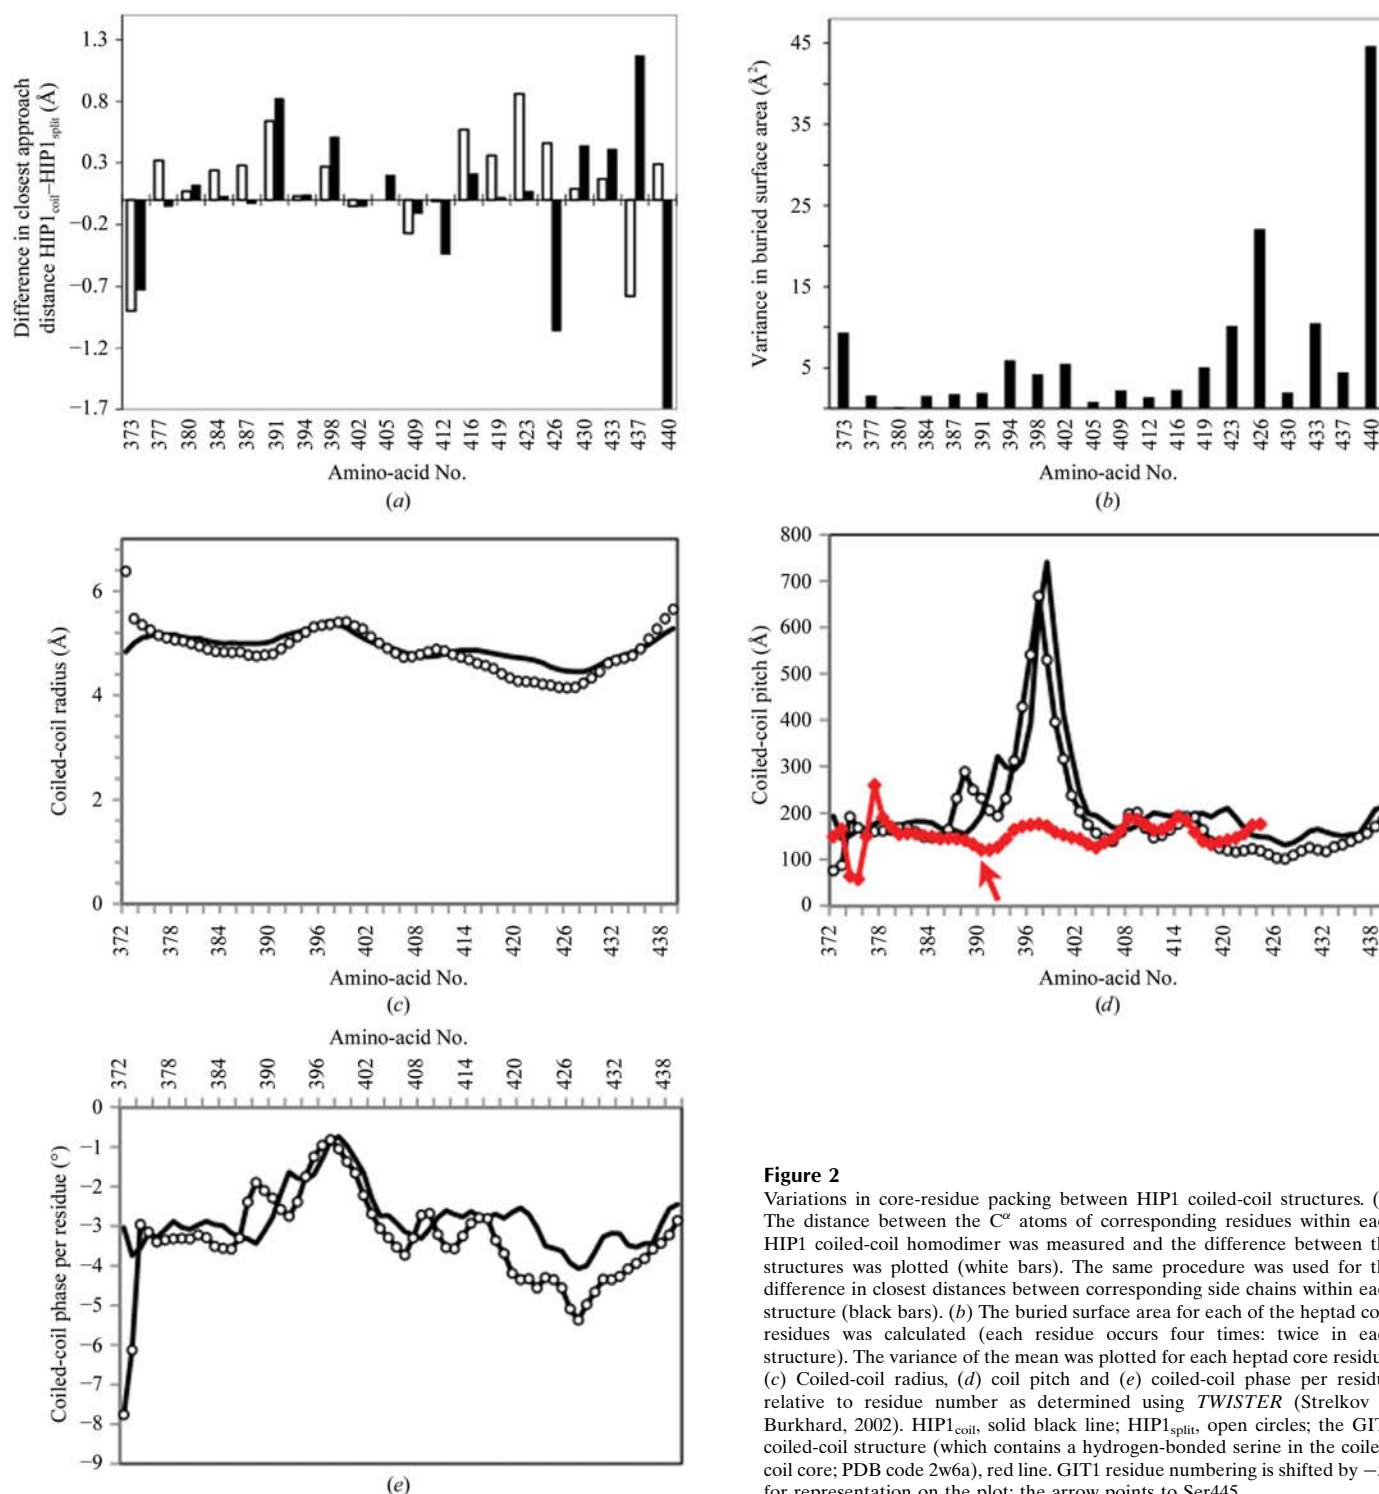 Difference in closest approach
distance HIP1coil−HIP1split (Å)
1.3
0.8
0.3
−0.2
−0.7
−1.2
−1.7
373 377 380 384 387 391 394 398 402 405 409 412 416 419 423 426 430 433 437 440
Amino-acid No.
(a)
Variance in buried surface area (Å²)
45
35
25
15
5
373 377 380 384 387 391 394 398 402 405 409 412 416 419 423 426 430 433 437 440
Amino-acid No.
(b)
Coiled-coil radius (Å)
6
4
2
0
372 378 384 390 396 402 408 414 420 426 432 438
Amino-acid No.
(c)
Coiled-coil pitch (Å)
800
700
600
500
400
300
200
100
0
372 378 384 390 396 402 408 414 420 426 432 438
Amino-acid No.
(d)
Amino-acid No.
372 378 384 390 396 402 408 414 420 426 432 438
Coiled-coil phase per residue (°)
0
−1
−2
−3
−4
−5
−6
−7
−8
−9
(e)
Figure 2
Variations in core-residue packing between HIP1 coiled-coil structures.
The distance between the Cα atoms of corresponding residues within
HIP1 coiled-coil homodimer was measured and the difference between
structures was plotted (white bars). The same procedure was used for
difference in closest distances between corresponding side chains within
structure (black bars). (b) The buried surface area for each of the heptad
residues was calculated (each residue occurs four times: twice in
structure). The variance of the mean was plotted for each heptad core
(c) Coiled-coil radius, (d) coil pitch and (e) coiled-coil phase per
relative to residue number as determined using TWISTER (Strelkov
Burkhard, 2002). HIP1coil, solid black line; HIP1split, open circles; the
coiled-coil structure (which contains a hydrogen-bonded serine in the
coil core; PDB code 2w6a), red line. GIT1 residue numbering is shifted by
for representation on the plot; the arrow points to Ser445.